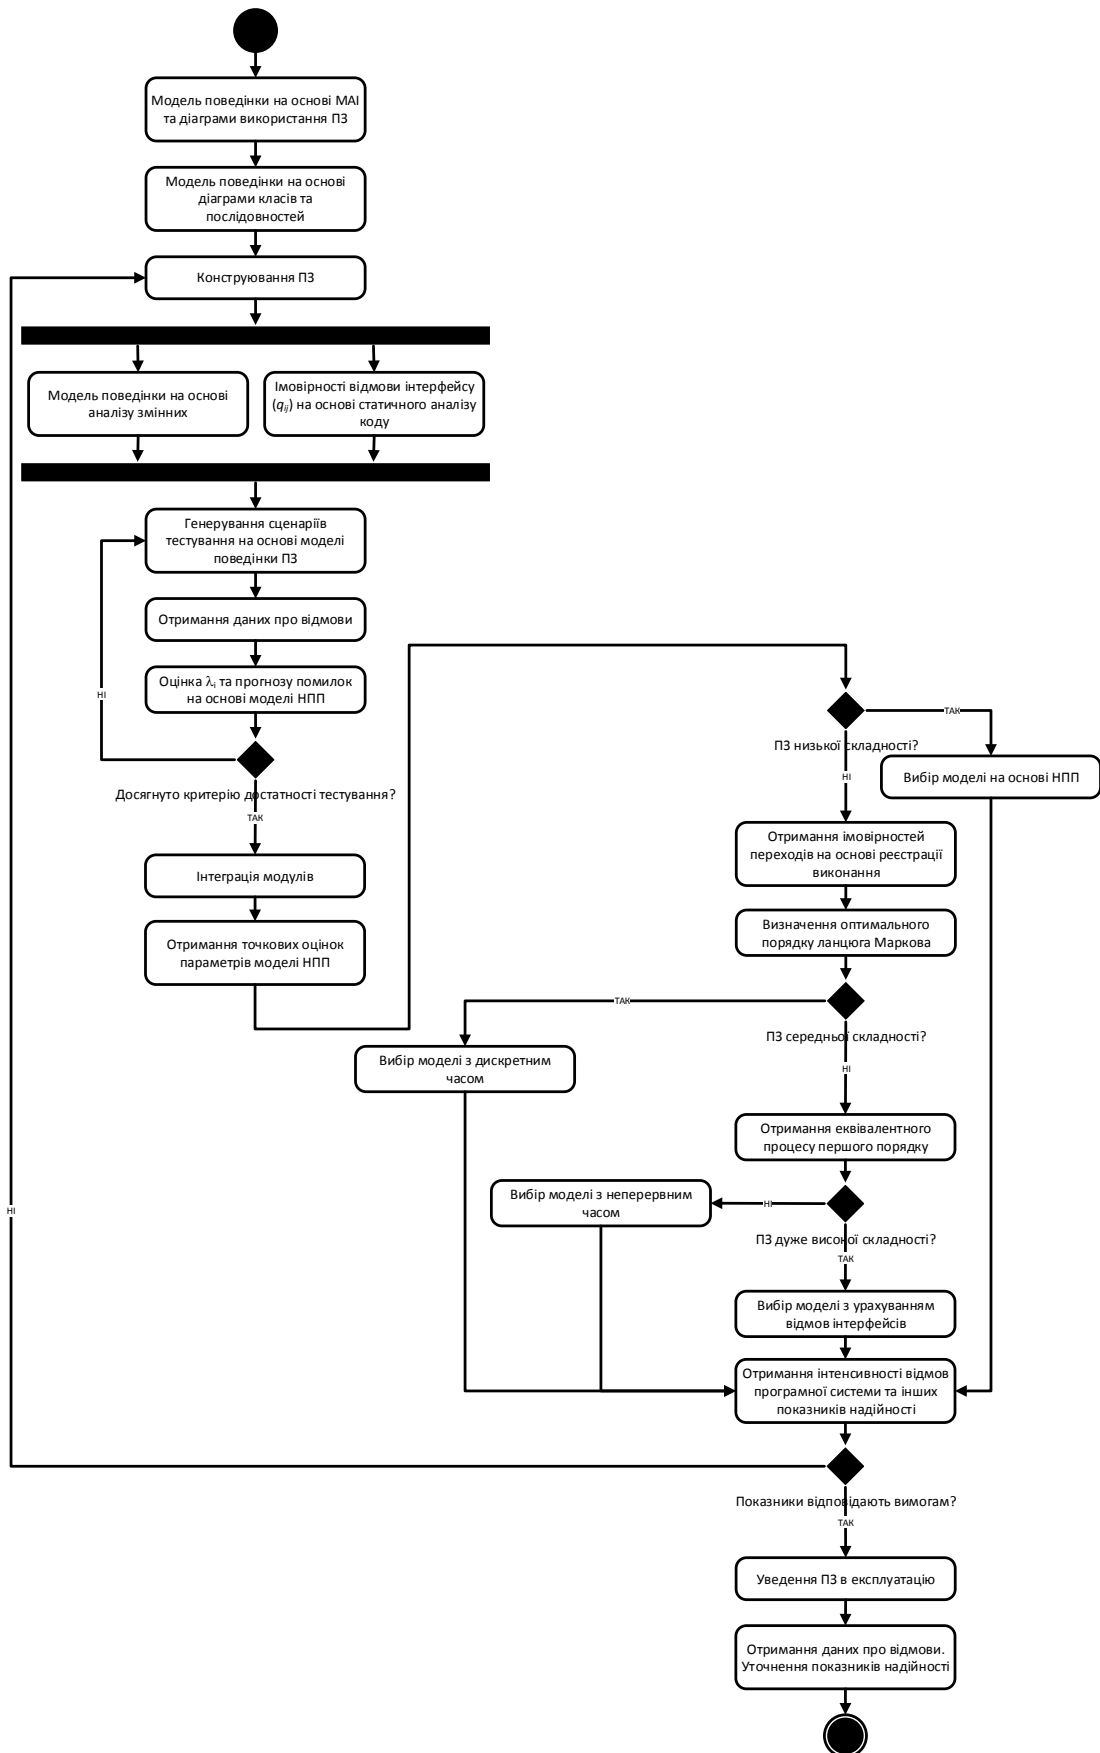 Модель поведінки на основі МАІ
та діаграми використання ПЗ
Модель поведінки на основі
діаграми класів та
послідовностей
Конструювання ПЗ
Модель поведінки на основі
аналізу змінних
Імовірності відмови інтерфейсу
(qij) на основі статичного аналізу
коду
Генерування сценаріїв
тестування на основі моделі
поведінки ПЗ
Отримання даних про відмови
Оцінка λi та прогнозу помилок
на основі моделі НПП
НІ
Досягнуто критерію достатності тестування?
ТАК
Інтеграція модулів
Отримання точкових оцінок
параметрів моделі НПП
ТАК
ПЗ низької складності?
НІ
Вибір моделі на основі НПП
Отримання імовірностей
переходів на основі реєстрації
виконання
Визначення оптимального
порядку ланцюга Маркова
ТАК
ПЗ середньої складності?
НІ
Вибір моделі з дискретним
часом
Отримання еквівалентного
процесу першого порядку
Вибір моделі з неперервним
часом
НІ
ПЗ дуже високої складності?
ТАК
Вибір моделі з урахуванням
відмов інтерфейсів
Отримання інтенсивності відмов
програмної системи та інших
показників надійності
НІ
Показники відповідають вимогам?
ТАК
Уведення ПЗ в експлуатацію
Отримання даних про відмови.
Уточнення показників надійності